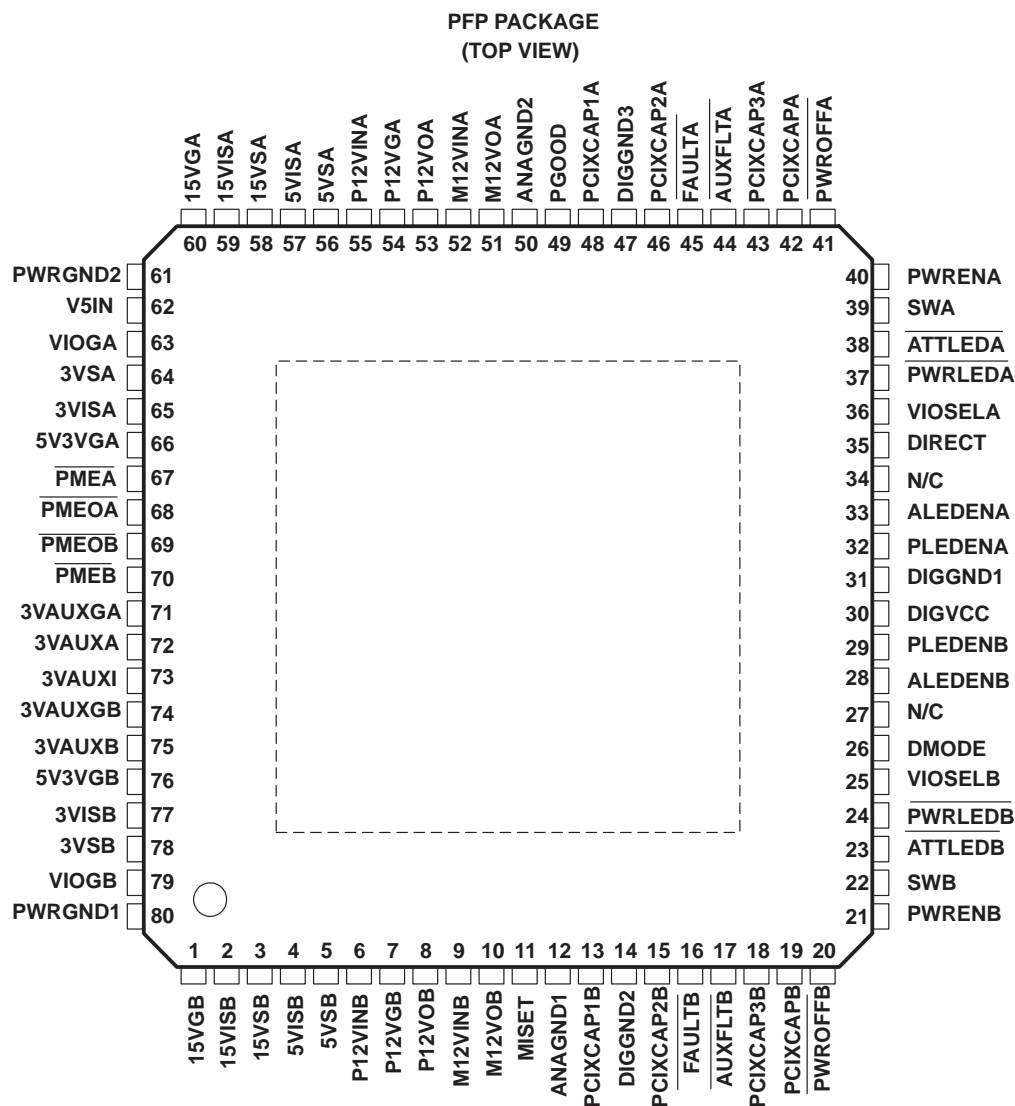 PFP PACKAGE
(TOP VIEW)
15VGA
15VISA
15VSA
5VISA
5VSA
P12VINA
P12VGA
P12VOA
M12VINA
M12VOA
ANAGND2
PGOOD
PCIXCAP1A
DIGGND3
PCIXCAP2A
FAULTA
AUXFLTA
PCIXCAP3A
PCIXCAPA
PWROFFA
60 59 58 57 56 55 54 53 52 51 50 49 48 47 46 45 44 43 42 41
PWRGND2 61
V5IN 62
VIOGA 63
3VSA 64
3VISA 65
5V3VGA 66
PMEA 67
PMEOA 68
PMEOB 69
PMEB 70
3VAUXGA 71
3VAUXA 72
3VAUXI 73
3VAUXGB 74
3VAUXB 75
5V3VGB 76
3VISB 77
3VSB 78
VIOGB 79
PWRGND1 80
40 PWRENA
39 SWA
38 ATTLEDA
37 PWRLEDA
36 VIOSELA
35 DIRECT
34 N/C
33 ALEDENA
32 PLEDENA
31 DIGGND1
30 DIGVCC
29 PLEDENB
28 ALEDENB
27 N/C
26 DMODE
25 VIOSELB
24 PWRLEDB
23 ATTLEDB
22 SWB
21 PWRENB
1 2 3 4 5 6 7 8 9 10 11 12 13 14 15 16 17 18 19 20
15VGB
15VISB
15VSB
5VISB
5VSB
P12VINB
P12VGB
P12VOB
M12VINB
M12VOB
MISET
ANAGND1
PCIXCAP1B
DIGGND2
PCIXCAP2B
FAULTB
AUXFLTB
PCIXCAP3B
PCIXCAPB
PWROFFB